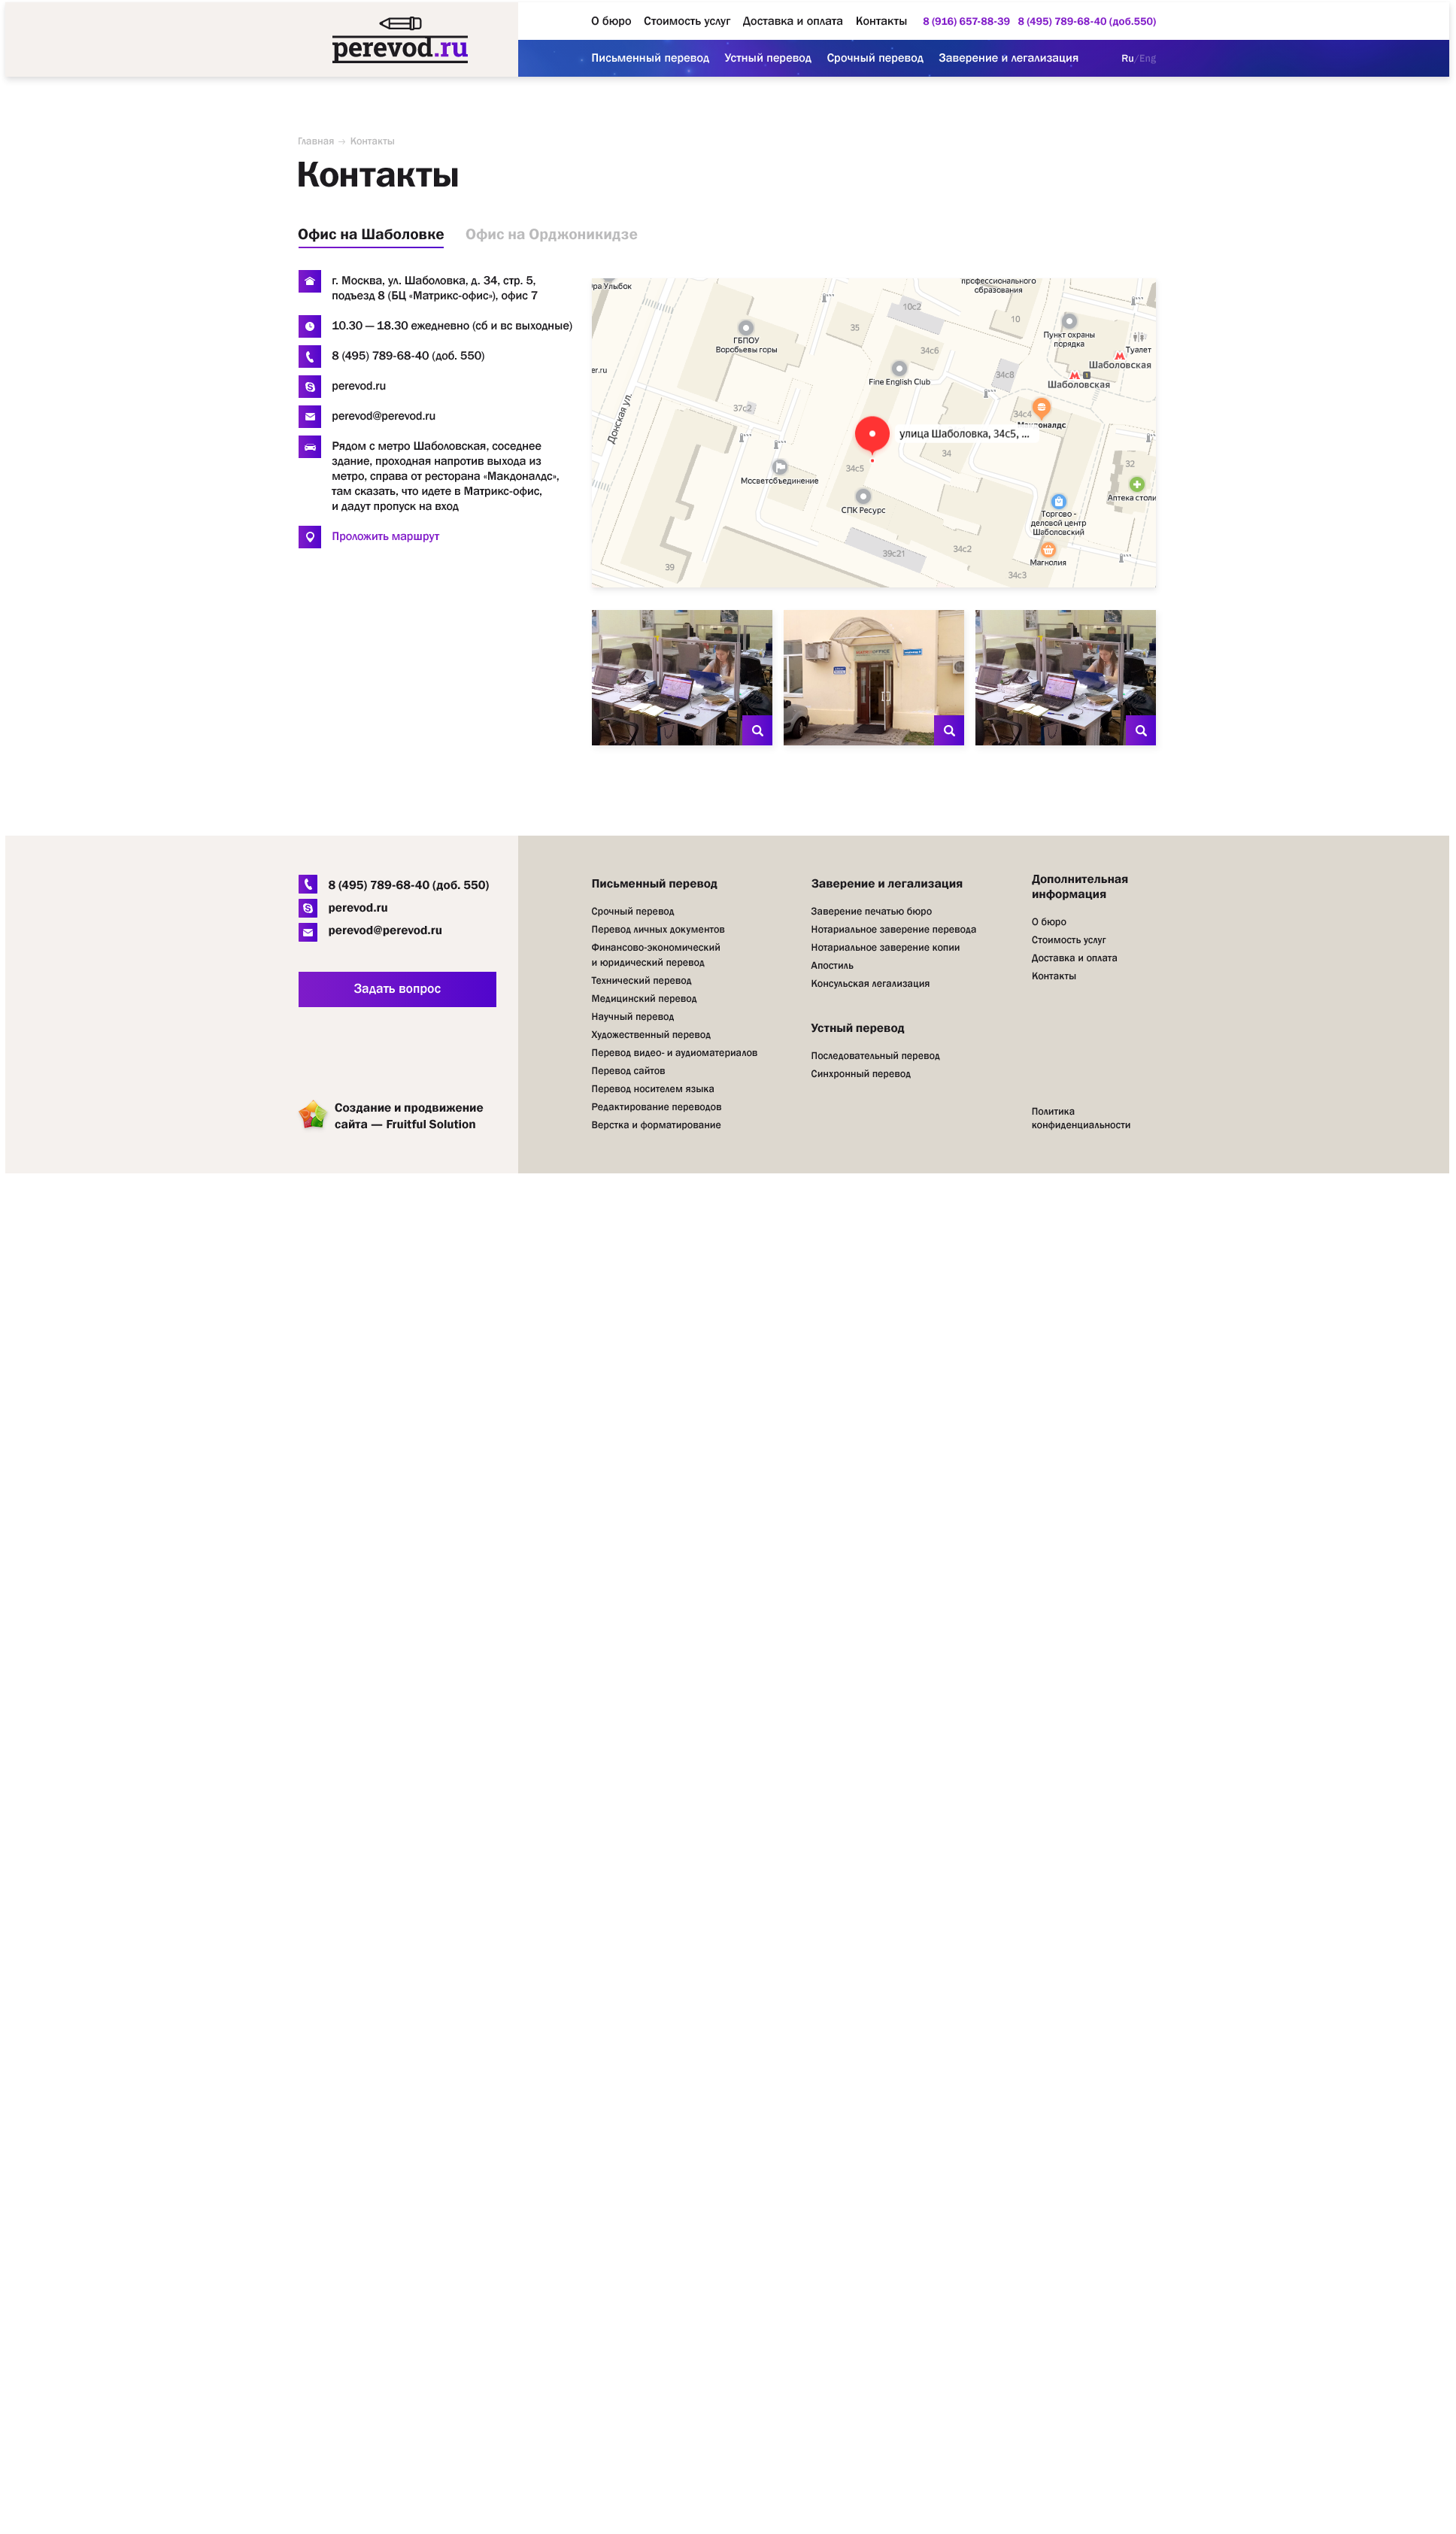 perevod.ru
О бюро Стоимость услуг Доставка и оплата Контакты 8 (916) 657-88-39 8 (495) 789-68-40 (доб.550)
Письменный перевод Устный перевод Срочный перевод Заверение и легализация Ru/Eng
Главная → Контакты
Контакты
Офис на Шаболовке Офис на Орджоникидзе
г. Москва, ул. Шаболовка, д. 34, стр. 5,
подъезд 8 (БЦ «Матрикс-офис»), офис 7
10.30 — 18.30 ежедневно (сб и вс выходные)
8 (495) 789-68-40 (доб. 550)
perevod.ru
perevod@perevod.ru
Рядом с метро Шаболовская, соседнее
здание, проходная напротив выхода из
метро, справа от ресторана «Макдоналдс»,
там сказать, что идете в Матрикс-офис,
и дадут пропуск на вход
Проложить маршрут
ра Улыбок
профессионального
образования
10с2
10
35
ГБПОУ
Воробьевы горы
Пункт охраны
порядка
Туалет
34с6
Шаболовская
er.ru
Fine English Club
34с8
Шаболовская
37с2
34с4
Донская ул.
улица Шаболовка, 34с5, ...
34
34с5
32
Мосветобъединение
Аптека столи
СПК Ресурс
Торгово -
деловой центр
Шаболовский
39с21
34с2
Магнолия
39
34с3
OFFICE
8 (495) 789-68-40 (доб. 550)
perevod.ru
perevod@perevod.ru
Задать вопрос
Создание и продвижение
сайта — Fruitful Solution
Письменный перевод
Срочный перевод
Перевод личных документов
Финансово-экономический
и юридический перевод
Технический перевод
Медицинский перевод
Научный перевод
Художественный перевод
Перевод видео- и аудиоматериалов
Перевод сайтов
Перевод носителем языка
Редактирование переводов
Верстка и форматирование
Заверение и легализация
Заверение печатью бюро
Нотариальное заверение перевода
Нотариальное заверение копии
Апостиль
Консульская легализация
Устный перевод
Последовательный перевод
Синхронный перевод
Дополнительная
информация
О бюро
Стоимость услуг
Доставка и оплата
Контакты
Политика
конфиденциальности